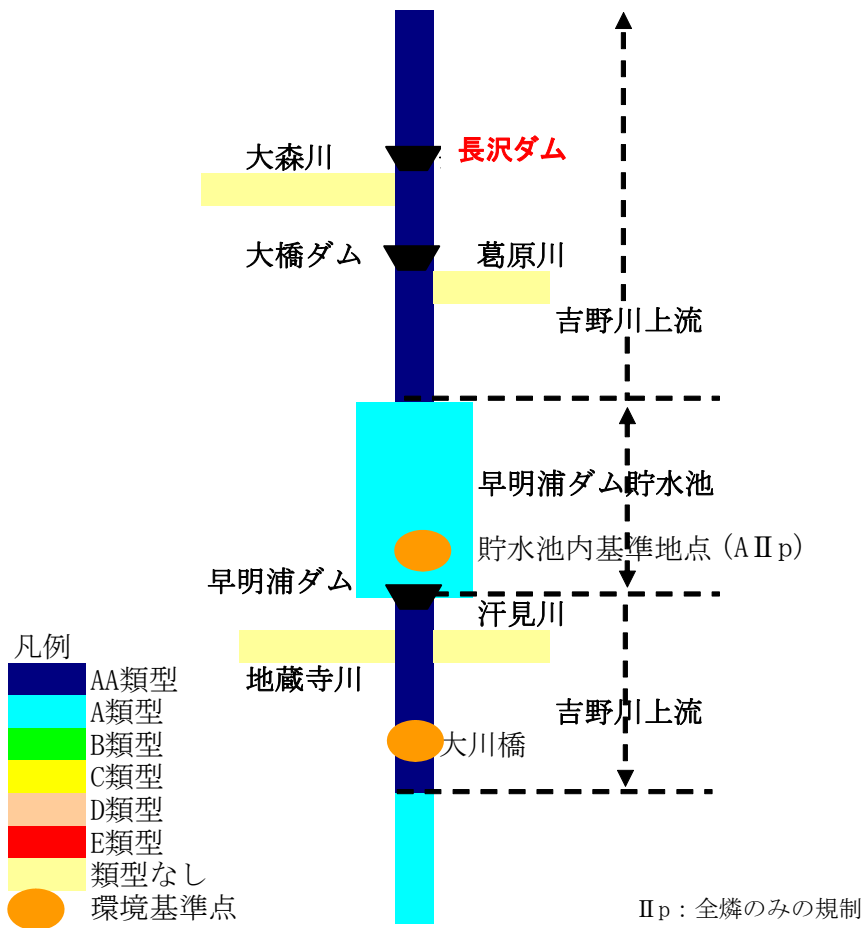 大森川
長沢ダム
大橋ダム
葛原川
吉野川上流
早明浦ダム貯水池
貯水池内基準地点 (AⅡp)
早明浦ダム
汗見川
地蔵寺川
吉野川上流
大川橋
凡例
AA類型
A類型
B類型
C類型
D類型
E類型
類型なし
環境基準点
Ⅱp：全燐のみの規制